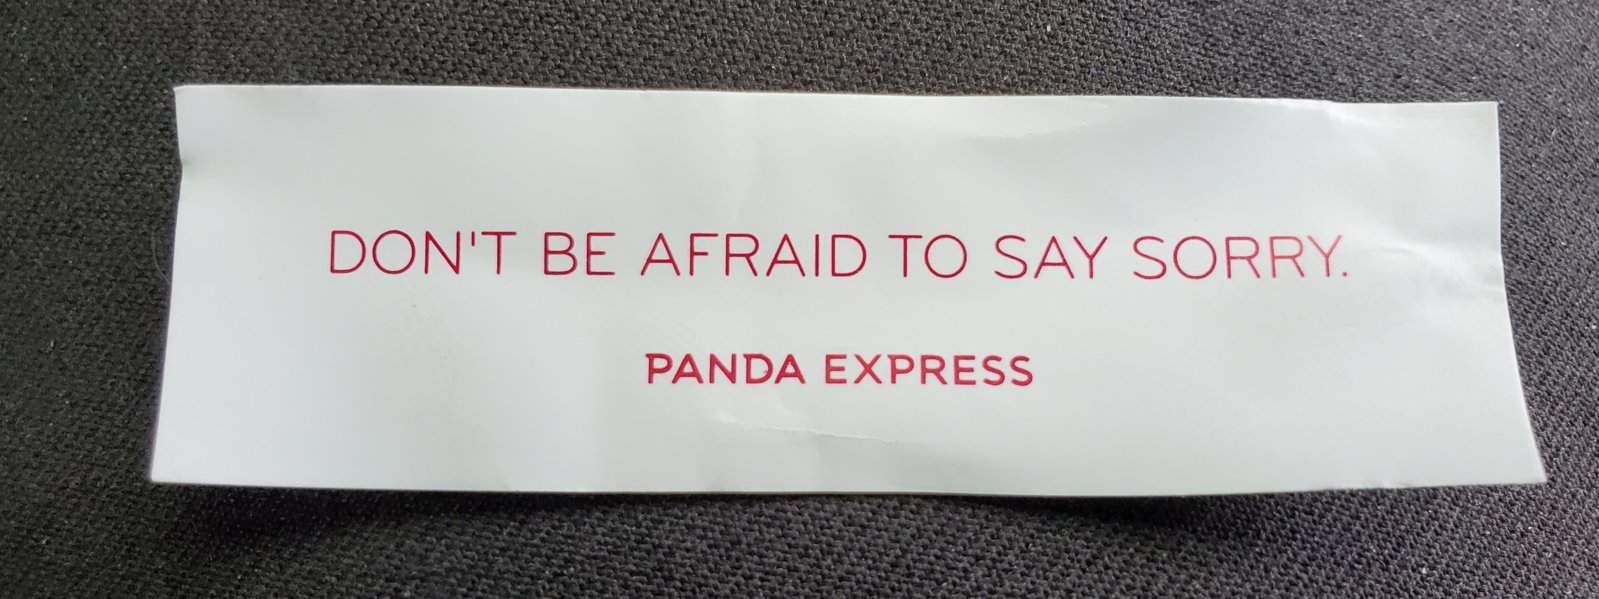 DON'T BE AFRAID TO SAY SORRY.
PANDA EXPRESS